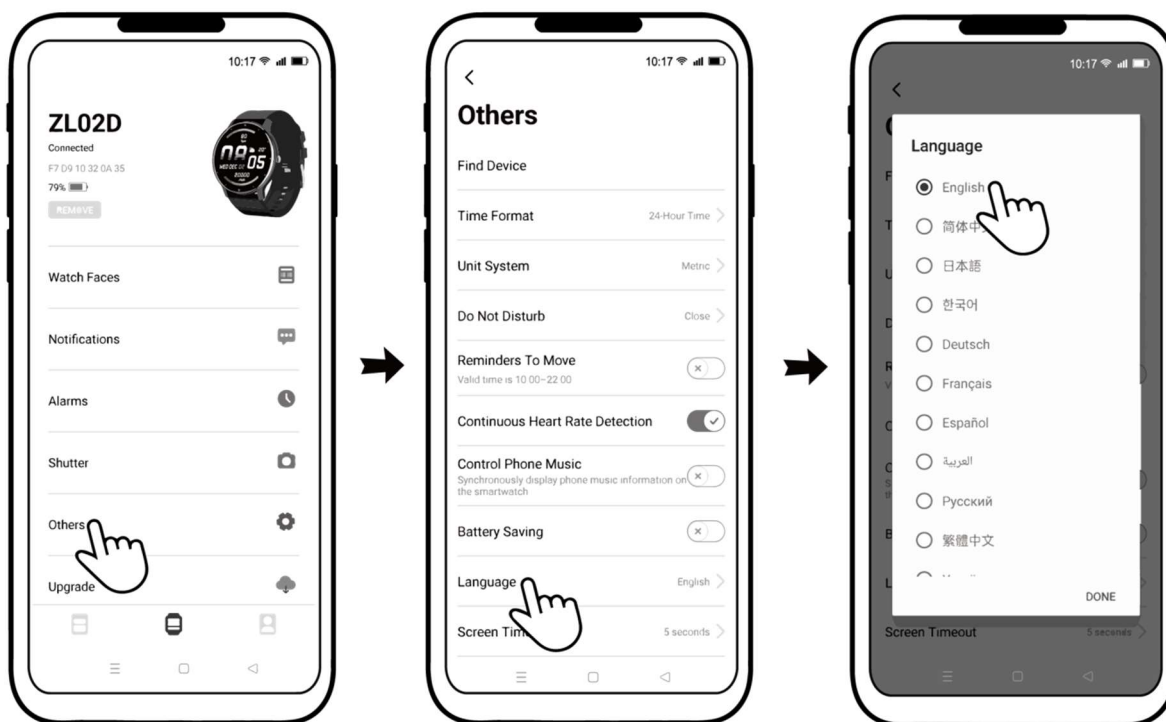 10:17
ZL02D
Connected
F7 D9 10 32 0A 35
79%
REMOVE
Watch Faces
Notifications
Alarms
Shutter
Others
Upgrade
10:17
Others
Find Device
Time Format 24-Hour Time
Unit System Metric
Do Not Disturb Close
Reminders To Move
Valid time is 10 00-22 00
Continuous Heart Rate Detection
Control Phone Music
Synchronously display phone music information on
the smartwatch
Battery Saving
Language English
Screen 5 seconds
10:17
Language
English
简体中文
日本語
한국어
Deutsch
Français
Español
العربية
Русский
繁體中文
DONE
Screen Timeout 5 seconds